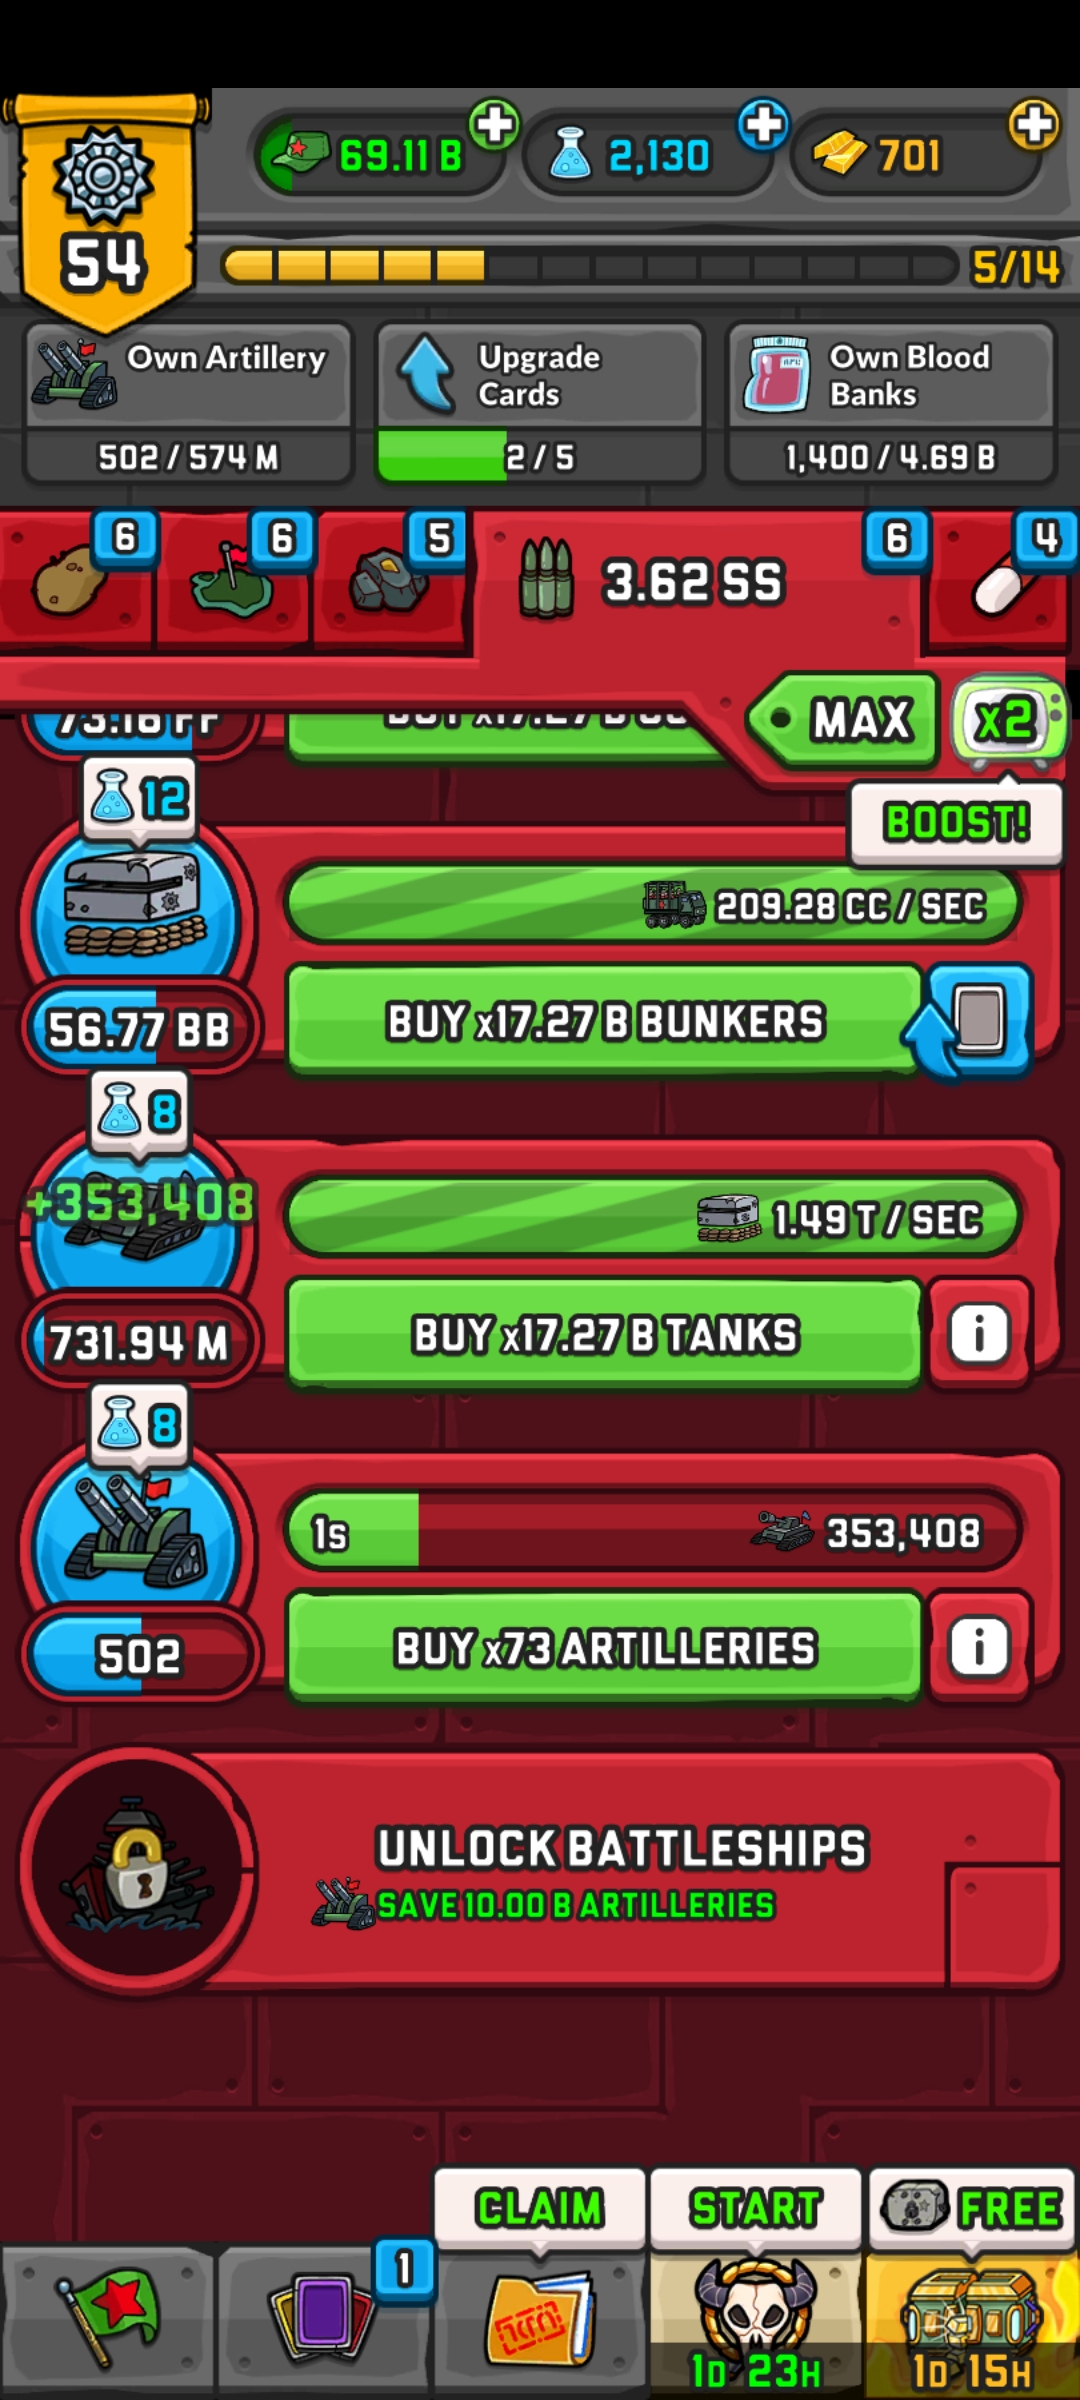 69.11 B
2,130
701
54
5/14
Own Artillery
Upgrade
Cards
Own Blood
Banks
502 / 574 M
2 / 5
1,400 / 4.69 B
6
6
5
3.62 SS
6
4
MAX
x2
BOOST!
12
209.28 CC / SEC
56.77 BB
BUY x17.27 B BUNKERS
8
+353,408
1.49 T / SEC
731.94 M
BUY x17.27 B TANKS
i
8
1s
353,408
502
BUY x73 ARTILLERIES
i
UNLOCK BATTLESHIPS
SAVE 10.00 B ARTILLERIES
CLAIM
START
FREE
1
1D 23H
1D 15H